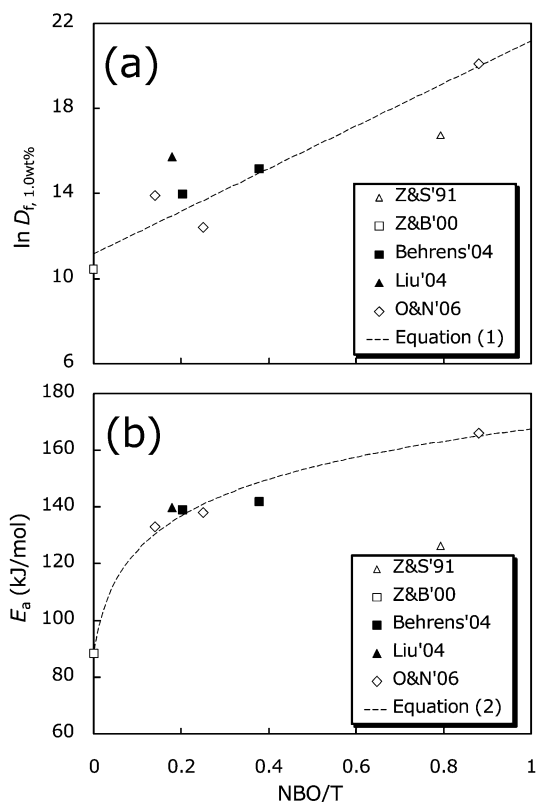 (a)
22
18
14
10
6
ln Df, 1.0wt%
Z&S'91
Z&B'00
Behrens'04
Liu'04
O&N'06
Equation (1)
(b)
180
160
140
120
100
80
60
Ea (kJ/mol)
Z&S'91
Z&B'00
Behrens'04
Liu'04
O&N'06
Equation (2)
0 0.2 0.4 0.6 0.8 1
NBO/T